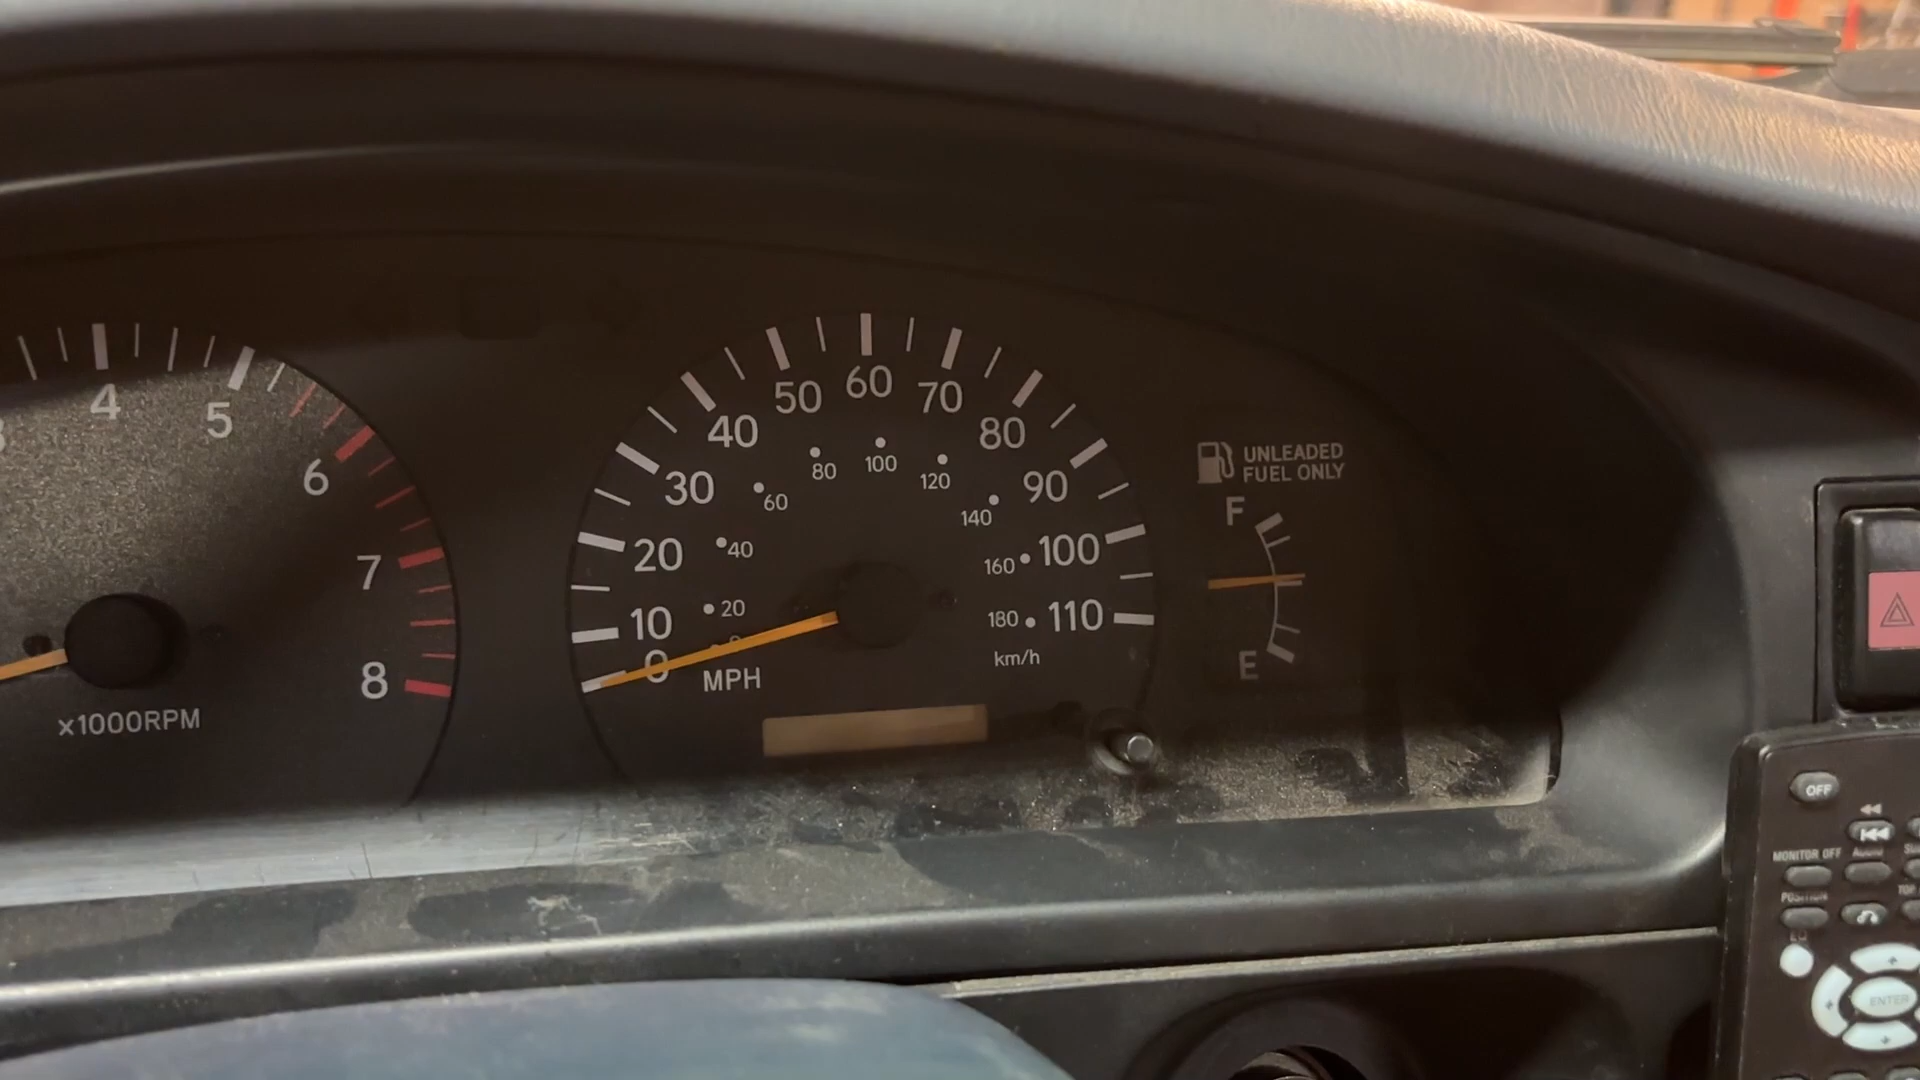 4
5
6
7
8
x1000RPM
0
10
20
30
40
50
60
70
80
90
100
110
MPH
20
40
60
80
100
120
140
160
180
km/h
UNLEADED
FUEL ONLY
F
E
OFF
MONITOR OFF
POSITION
EQ
ENTER